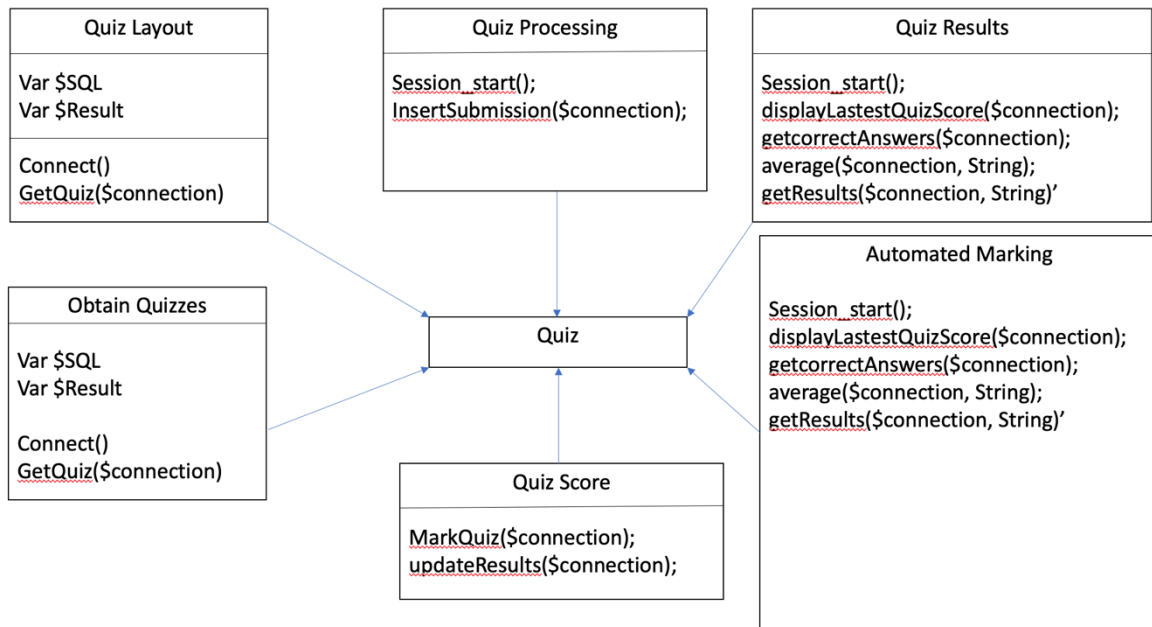 Quiz Layout
Var $SQL
Var $Result
Connect()
GetQuiz($connection)
Quiz Processing
Session_start();
InsertSubmission($connection);
Quiz Results
Session_start();
displayLastestQuizScore($connection);
getcorrectAnswers($connection);
average($connection, String);
getResults($connection, String)’
Obtain Quizzes
Var $SQL
Var $Result
Connect()
GetQuiz($connection)
Quiz
Automated Marking
Session_start();
displayLastestQuizScore($connection);
getcorrectAnswers($connection);
average($connection, String);
getResults($connection, String)’
Quiz Score
MarkQuiz($connection);
updateResults($connection);